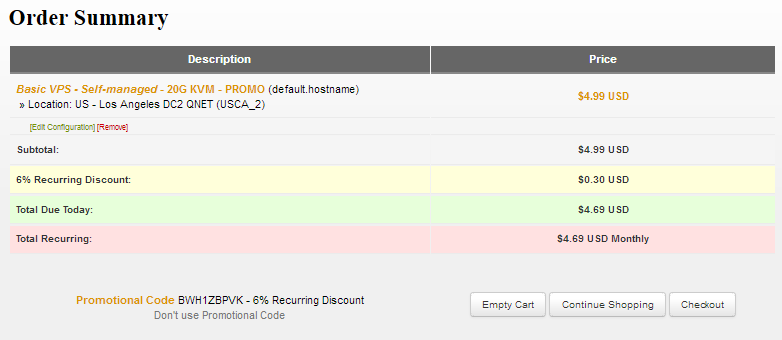 Order Summary
Description Price
Basic VPS - Self-managed - 20G KVM - PROMO (default.hostname) $4.99 USD
» Location: US - Los Angeles DC2 QNET (USCA_2)
[Edit Configuration] [Remove]
Subtotal: $4.99 USD
6% Recurring Discount: $0.30 USD
Total Due Today: $4.69 USD
Total Recurring: $4.69 USD Monthly
Promotional Code BWH1ZBPVK - 6% Recurring Discount
Don't use Promotional Code
Empty Cart Continue Shopping Checkout